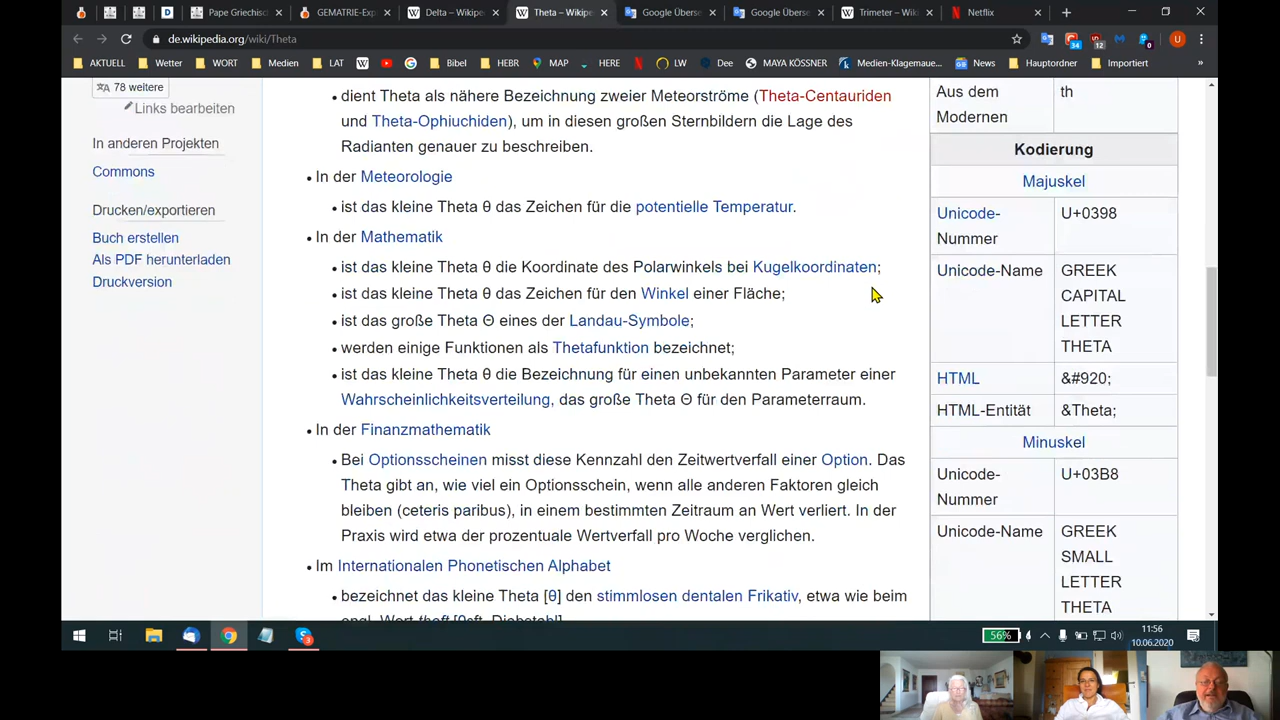 Pape Griechisc
GEMATRIE-Exp
Delta – Wikipe
Theta – Wikipe
Google Überse
Google Überse
Trimeter – Wiki
Netflix
de.wikipedia.org/wiki/Theta
AKTUELL
Wetter
WORT
Medien
LAT
Bibel
HEBR
MAP
HERE
LW
Dee
MAYA KÖSSNER
Medien-Klagemaue...
News
Hauptordner
Importiert
78 weitere
Links bearbeiten
In anderen Projekten
Commons
Drucken/exportieren
Buch erstellen
Als PDF herunterladen
Druckversion
dient Theta als nähere Bezeichnung zweier Meteorströme (Theta-Centauriden
und Theta-Ophiuchiden), um in diesen großen Sternbildern die Lage des
Radianten genauer zu beschreiben.
In der Meteorologie
ist das kleine Theta θ das Zeichen für die potentielle Temperatur.
In der Mathematik
ist das kleine Theta θ die Koordinate des Polarwinkels bei Kugelkoordinaten;
ist das kleine Theta θ das Zeichen für den Winkel einer Fläche;
ist das große Theta Θ eines der Landau-Symbole;
werden einige Funktionen als Thetafunktion bezeichnet;
ist das kleine Theta θ die Bezeichnung für einen unbekannten Parameter einer
Wahrscheinlichkeitsverteilung, das große Theta Θ für den Parameterraum.
In der Finanzmathematik
Bei Optionsscheinen misst diese Kennzahl den Zeitwertverfall einer Option. Das
Theta gibt an, wie viel ein Optionsschein, wenn alle anderen Faktoren gleich
bleiben (ceteris paribus), in einem bestimmten Zeitraum an Wert verliert. In der
Praxis wird etwa der prozentuale Wertverfall pro Woche verglichen.
Im Internationalen Phonetischen Alphabet
bezeichnet das kleine Theta [θ] den stimmlosen dentalen Frikativ, etwa wie beim
engl. Wort theft [θɛft, Diebstahl]
Aus dem
Modernen
th
Kodierung
Majuskel
Unicode-
Nummer
U+0398
Unicode-Name
GREEK
CAPITAL
LETTER
THETA
HTML
&#920;
HTML-Entität
&Theta;
Minuskel
Unicode-
Nummer
U+03B8
Unicode-Name
GREEK
SMALL
LETTER
THETA
56%
11:56
10.06.2020